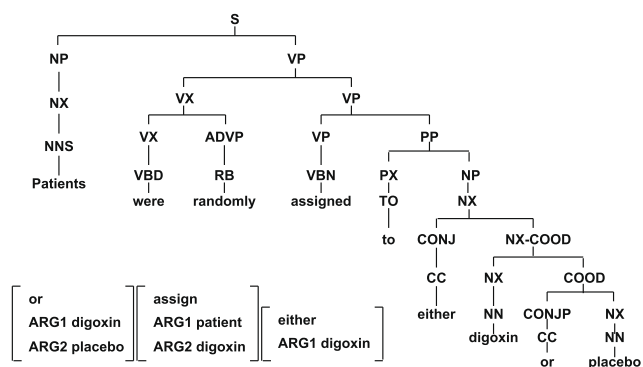 S
NP VP
NX VX VP
NNS VX ADVP VP PP
Patients VBD RB VBN PX NP
were randomly assigned TO NX
to CONJ NX-COOD
CC NX COOD
either NN CONJP NX
digoxin CC NN
or placebo
or
ARG1 digoxin
ARG2 placebo
assign
ARG1 patient
ARG2 digoxin
either
ARG1 digoxin